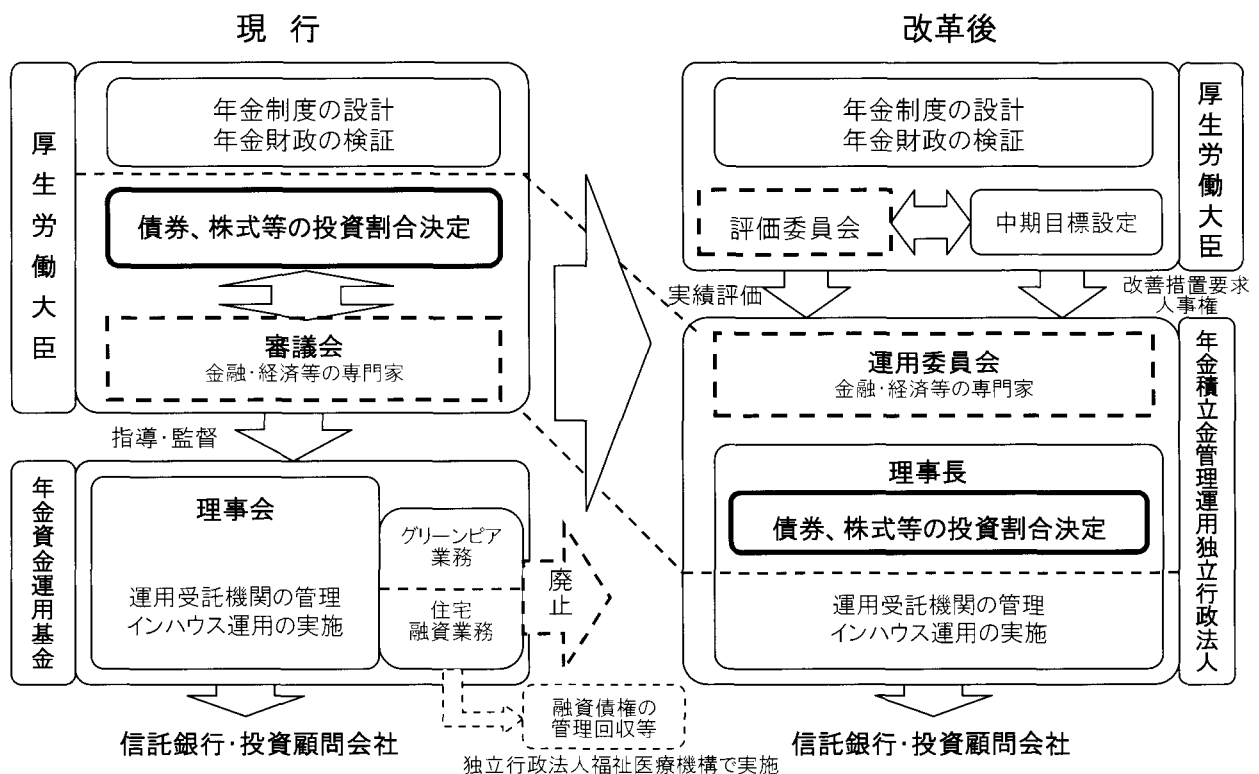 現 行
厚生労働大臣
年金制度の設計
年金財政の検証
債券、株式等の投資割合決定
審議会
金融・経済等の専門家
指導・監督
年金資金運用基金
理事会
運用受託機関の管理
インハウス運用の実施
グリーンピア
業務
住宅
融資業務
廃止
融資債権の
管理回収等
独立行政法人福祉医療機構で実施
信託銀行・投資顧問会社
改革後
年金制度の設計
年金財政の検証
厚生労働大臣
評価委員会
中期目標設定
実績評価
改善措置要求
人事権
運用委員会
金融・経済等の専門家
年金積立金管理運用独立行政法人
理事長
債券、株式等の投資割合決定
運用受託機関の管理
インハウス運用の実施
信託銀行・投資顧問会社